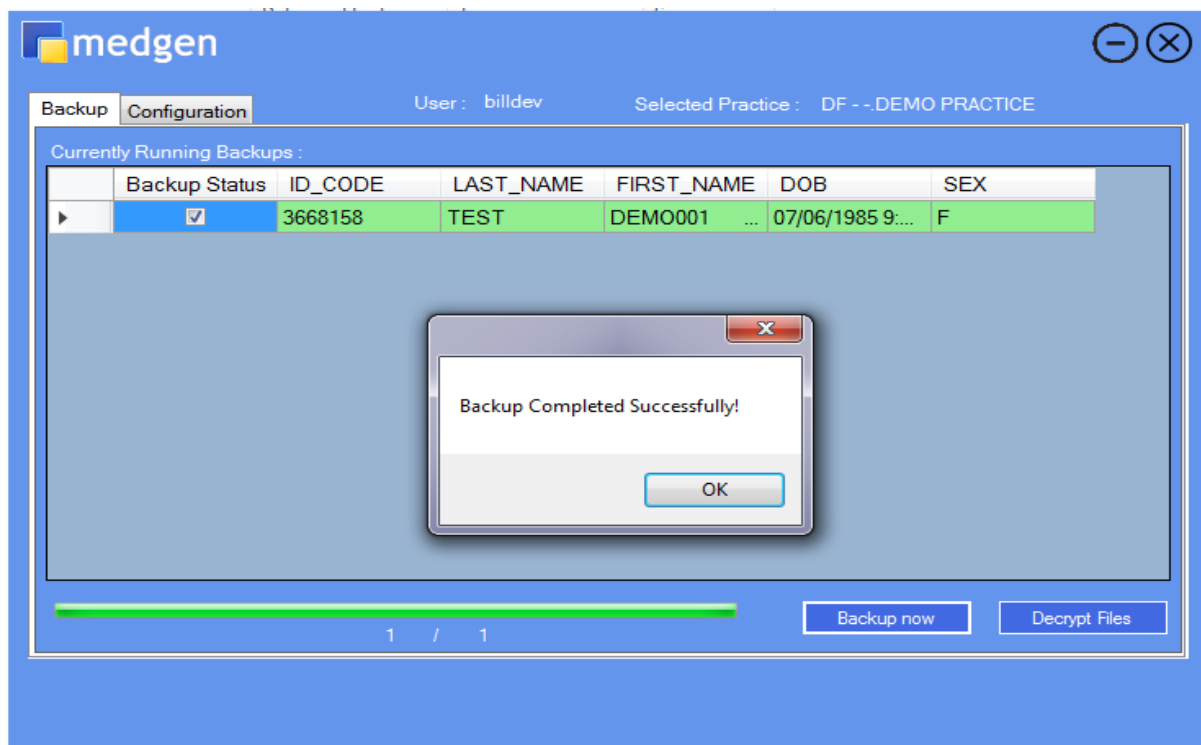 medgen
Backup Configuration User : billdev Selected Practice : DF - -.DEMO PRACTICE
Currently Running Backups :
Backup Status ID_CODE LAST_NAME FIRST_NAME DOB SEX
3668158 TEST DEMO001 ... 07/06/1985 9:... F
Backup Completed Successfully!
OK
1 / 1
Backup now Decrypt Files